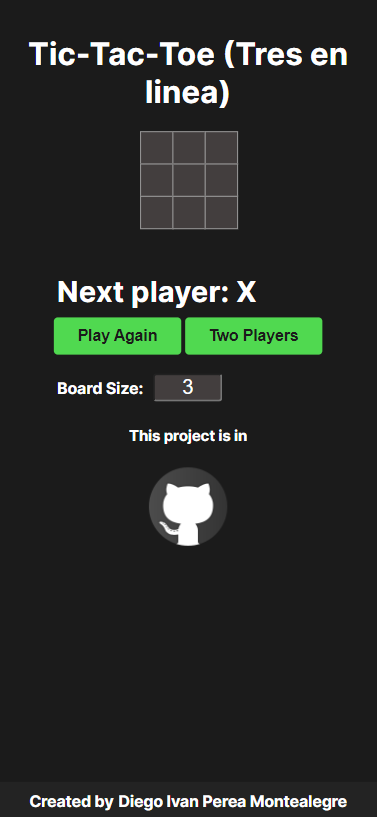 Tic-Tac-Toe (Tres en
linea)
Next player: X
Play Again
Two Players
Board Size: 3
This project is in
Created by Diego Ivan Perea Montealegre